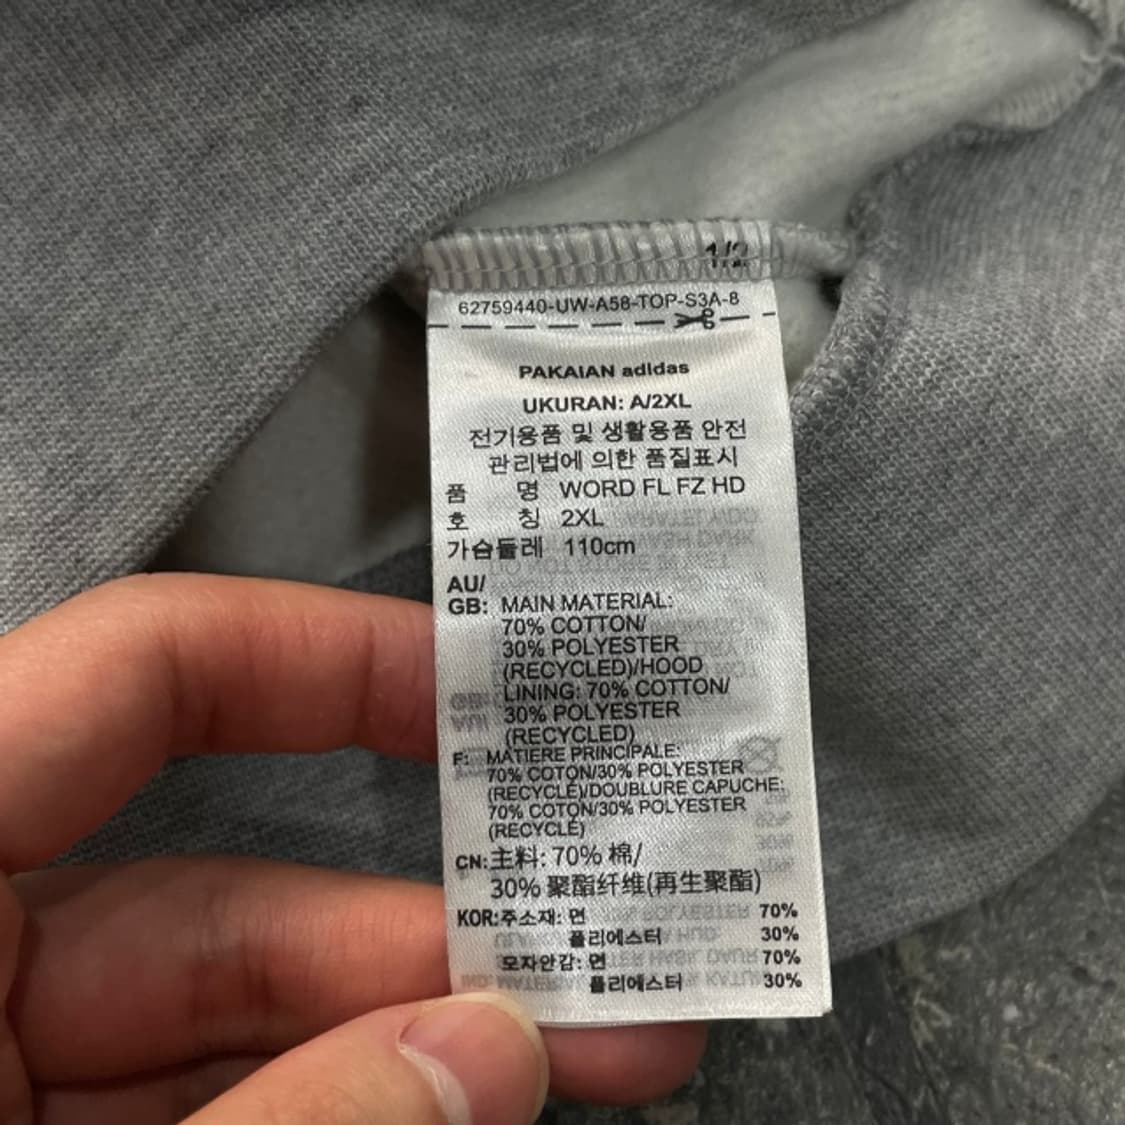 1/2
62759440-UW-A58-TOP-S3A-8
PAKAIAN adidas
UKURAN: A/2XL
전기용품 및 생활용품 안전
관리법에 의한 품질표시
품 명 WORD FL FZ HD
호 칭 2XL
가슴둘레 110cm
AU/
GB: MAIN MATERIAL:
70% COTTON/
30% POLYESTER
(RECYCLED)/HOOD
LINING: 70% COTTON/
30% POLYESTER
(RECYCLED)
F: MATIERE PRINCIPALE:
70% COTON/30% POLYESTER
(RECYCLÉ)/DOUBLURE CAPUCHE:
70% COTON/30% POLYESTER
(RECYCLÉ)
CN: 主料: 70% 棉/
30% 聚酯纤维(再生聚酯)
KOR: 주소재: 면 70%
폴리에스터 30%
모자안감: 면 70%
폴리에스터 30%